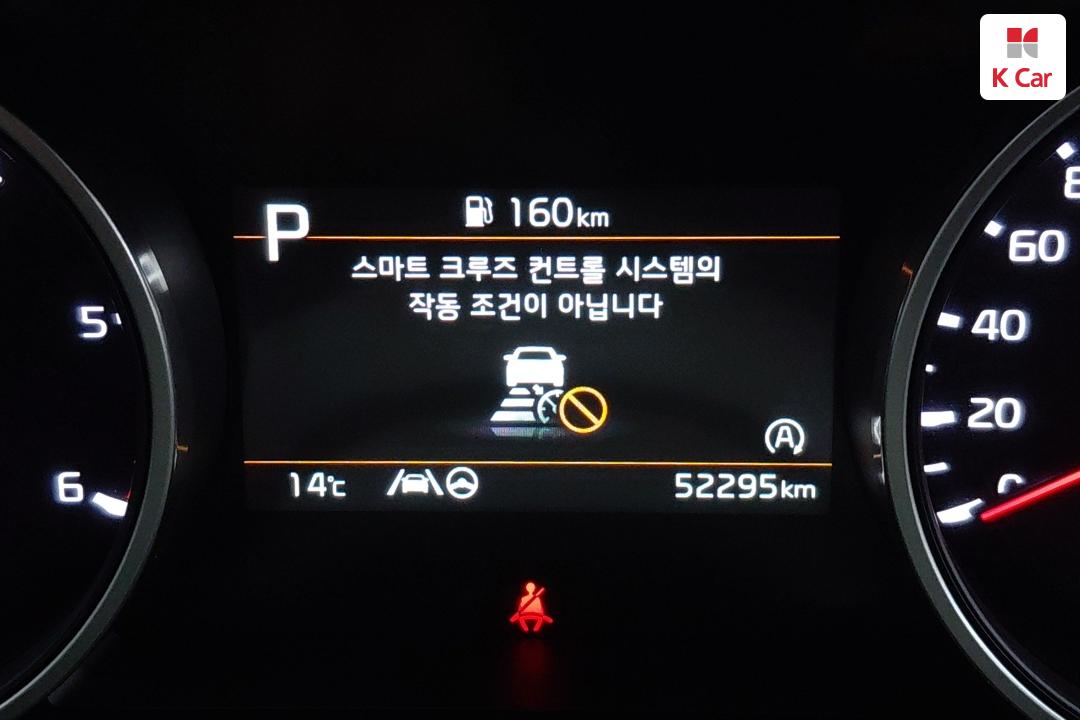 K Car
P
160km
스마트 크루즈 컨트롤 시스템의
작동 조건이 아닙니다
A
14℃
52295km
5
6
60
40
20
0